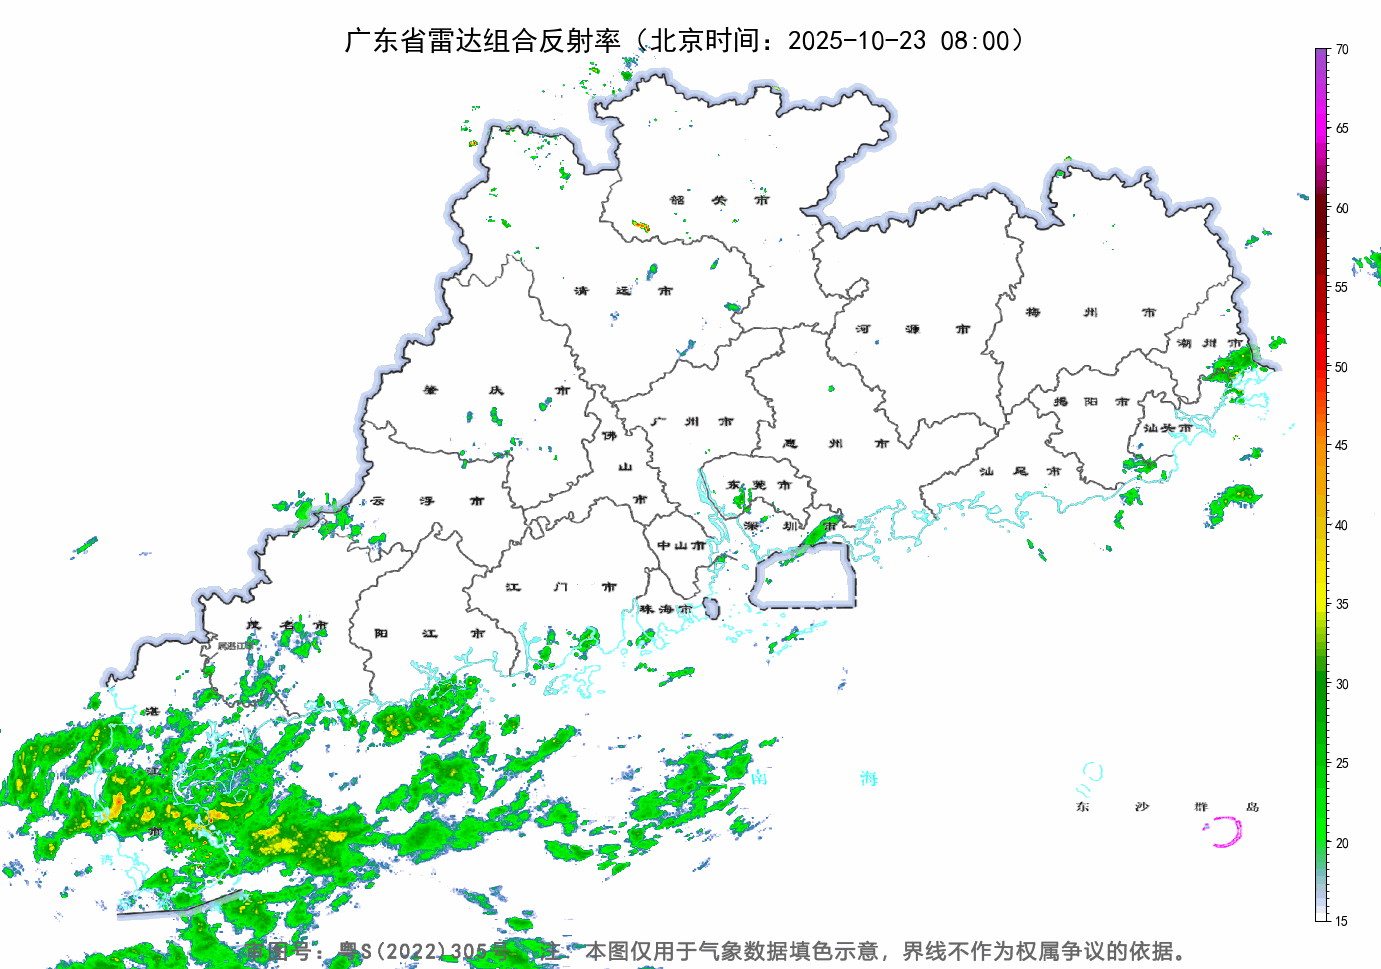 广东省雷达组合反射率（北京时间：2025-10-23 08:00）
70
65
60
55
50
45
40
35
30
25
20
15
韶关市
清远市
河源市
梅州市
潮州市
肇庆市
广州市
佛山市
惠州市
揭阳市
汕头市
汕尾市
云浮市
东莞市
深圳市
中山市
江门市
珠海市
茂名市
阳江市
属湛江市
湛江市
湾
南海
东沙群岛
审图号：粤S(2022)305号 注：本图仅用于气象数据填色示意，界线不作为权属争议的依据。